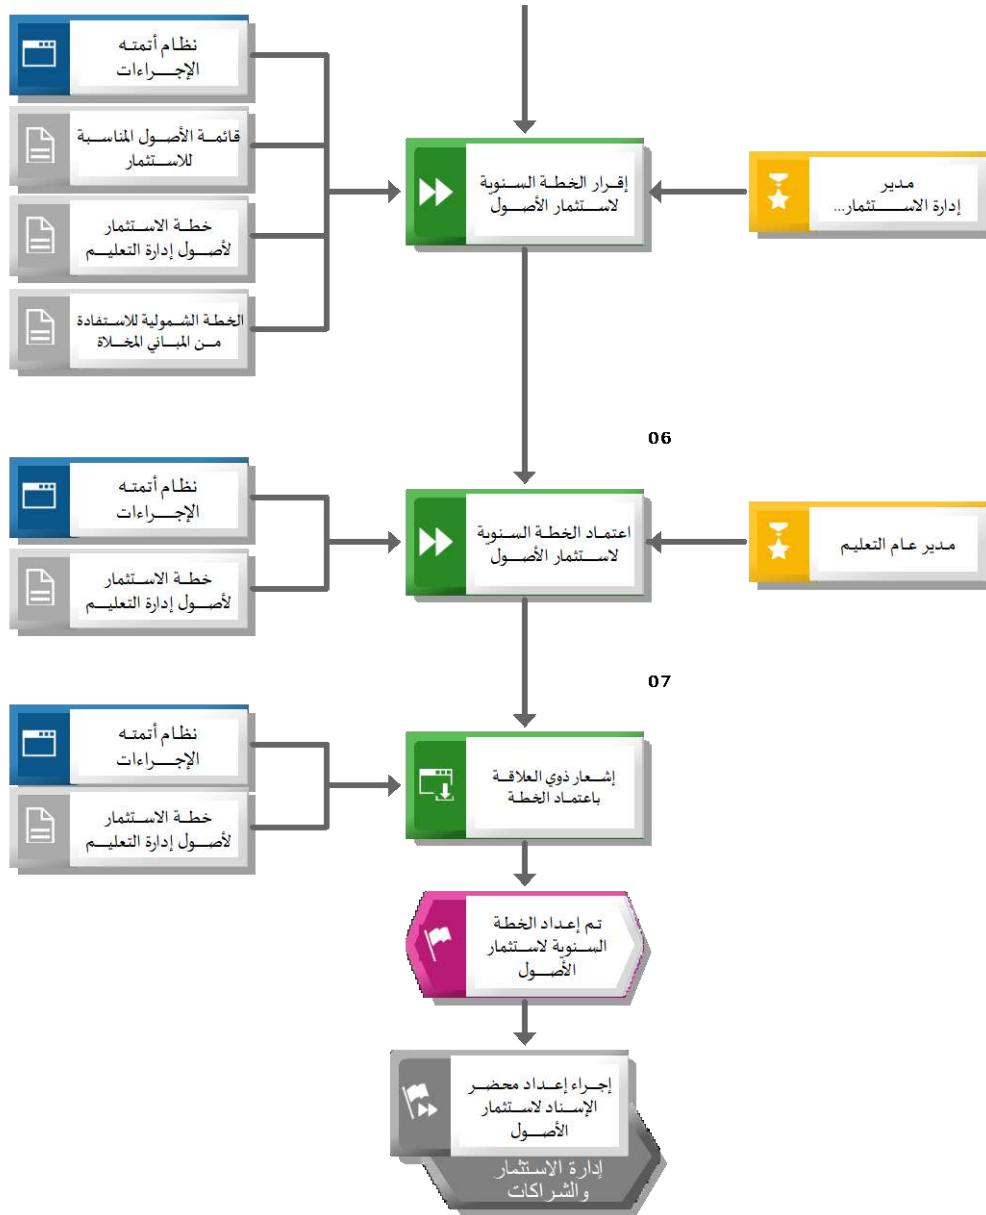 نظام أتمته
الإجراءات
قائمة الأصول المناسبة
للاستثمار
خطة الاستثمار
لأصول إدارة التعليم
الخطة الشمولية للاستفادة
من المباني المخلاة
إقرار الخطة السنوية
لاستثمار الأصول
مدير
إدارة الاستثمار...
06
نظام أتمته
الإجراءات
خطة الاستثمار
لأصول إدارة التعليم
اعتماد الخطة السنوية
لاستثمار الأصول
مدير عام التعليم
07
نظام أتمته
الإجراءات
خطة الاستثمار
لأصول إدارة التعليم
إشعار ذوي العلاقة
باعتماد الخطة
تم إعداد الخطة
السنوية لاستثمار
الأصول
إجراء إعداد محضر
الإسناد لاستثمار
الأصول
إدارة الاستثمار
والشراكات